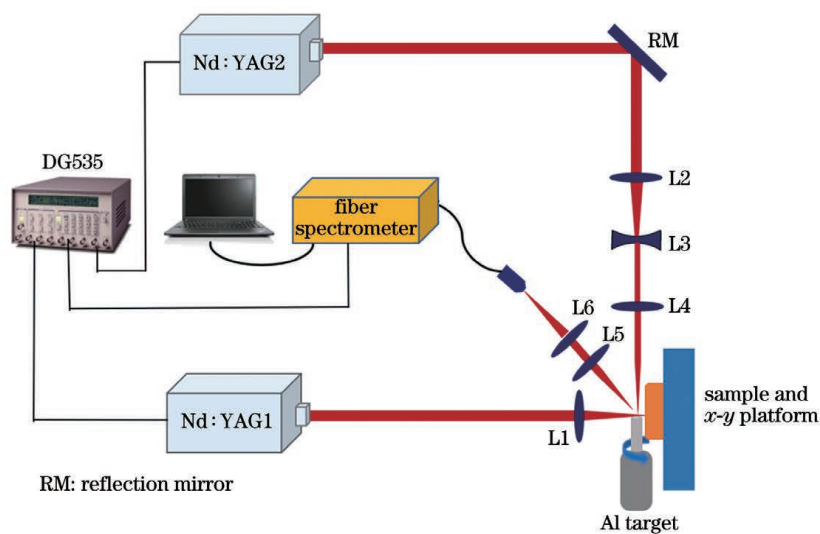 Nd:YAG2
RM
DG535
L2
fiber
spectrometer
L3
L4
L6
L5
sample and
x-y platform
Nd:YAG1
L1
RM: reflection mirror
Al target